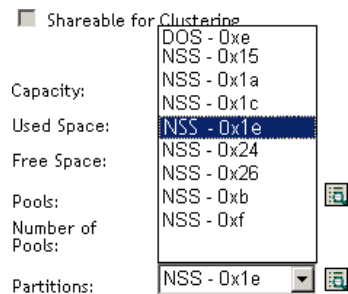 Shareable for Clustering
DOS - 0xe
NSS - 0x15
NSS - 0x1a
Capacity:
NSS - 0x1c
Used Space:
NSS - 0x1e
Free Space:
NSS - 0x24
NSS - 0x26
Pools:
NSS - 0xb
Number of
Pools:
NSS - 0xf
Partitions:
NSS - 0x1e